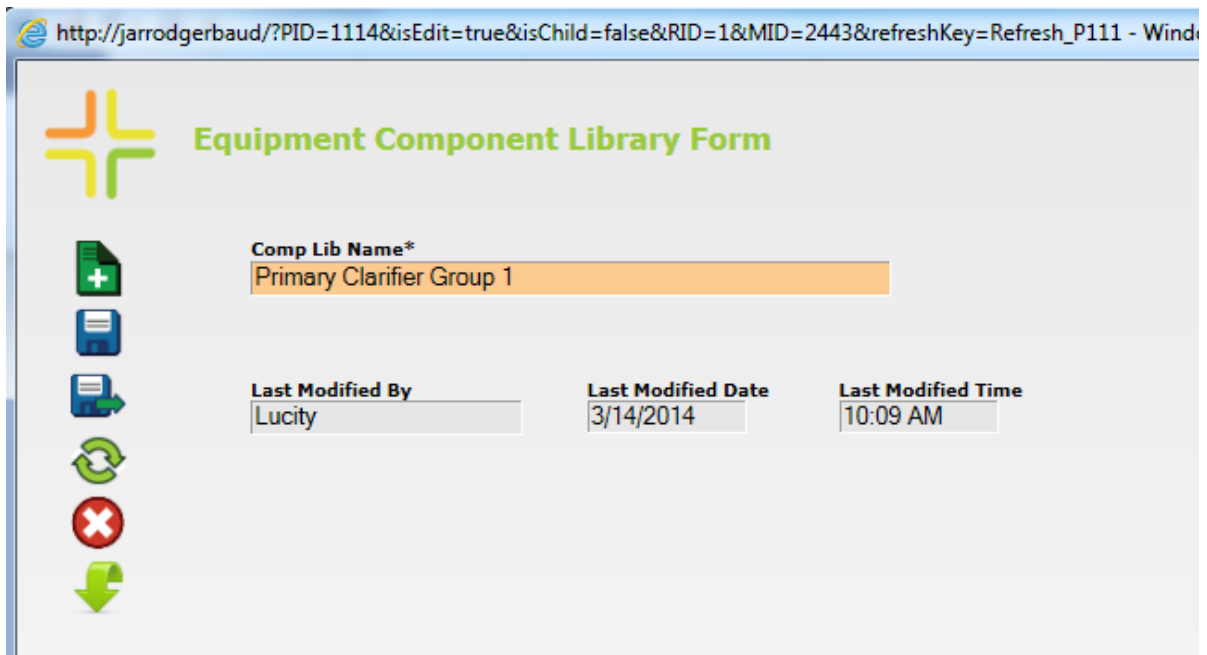 http://jarrodgerbaud/?PID=1114&isEdit=true&isChild=false&RID=1&MID=2443&refreshKey=Refresh_P111 - Wind
Equipment Component Library Form
Comp Lib Name*
Primary Clarifier Group 1
Last Modified By Last Modified Date Last Modified Time
Lucity 3/14/2014 10:09 AM